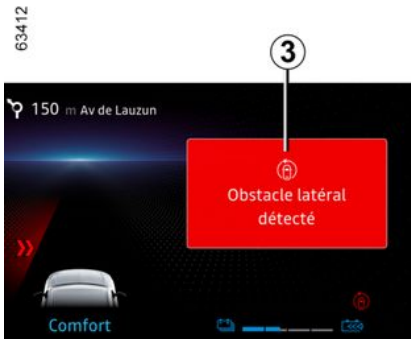 63412
3
150 m Av de Lauzun
Obstacle latéral
détecté
Comfort